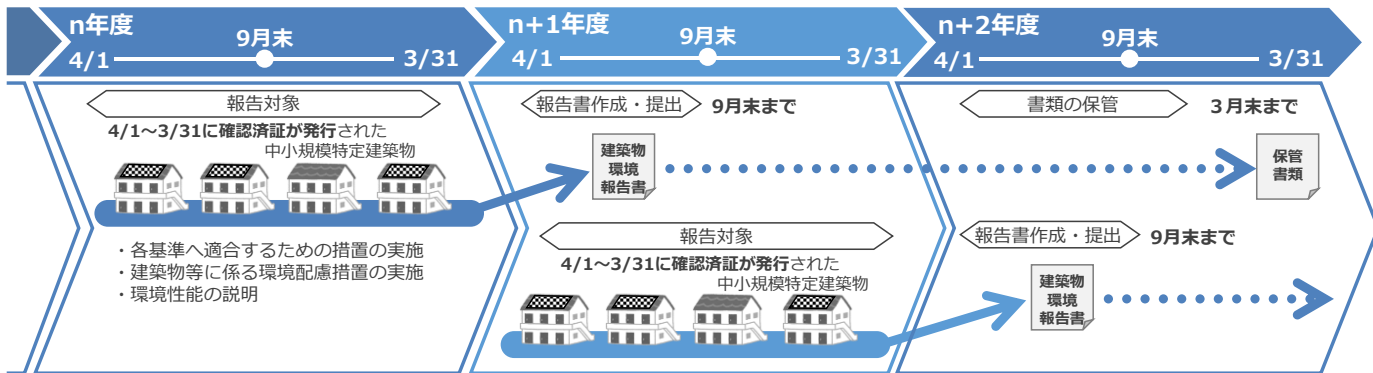 n年度
9月末
4/1
3/31
n+1年度
9月末
4/1
3/31
n+2年度
9月末
4/1
3/31
報告対象
4/1～3/31に確認済証が発行された
中小規模特定建築物
・各基準へ適合するための措置の実施
・建築物等に係る環境配慮措置の実施
・環境性能の説明
報告書作成・提出
9月末まで
建築物
環境
報告書
報告対象
4/1～3/31に確認済証が発行された
中小規模特定建築物
書類の保管
3月末まで
保管
書類
報告書作成・提出
9月末まで
建築物
環境
報告書